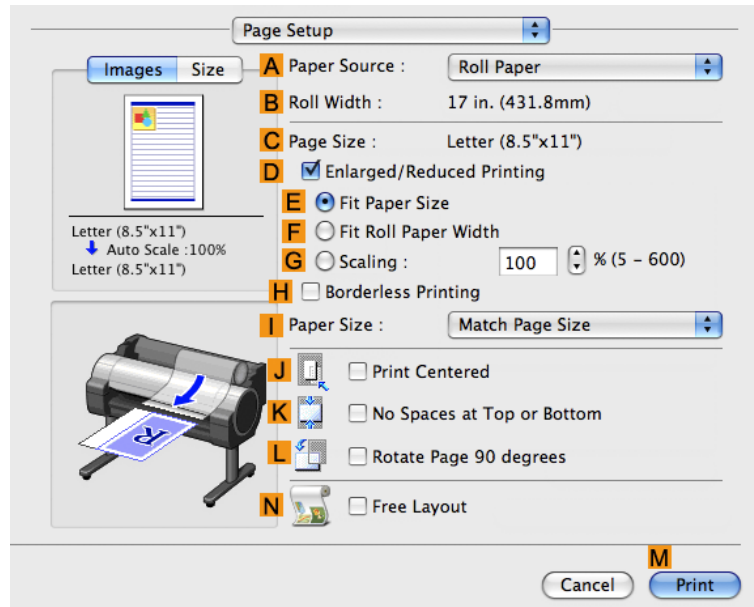 Page Setup
Images Size
A Paper Source : Roll Paper
B Roll Width : 17 in. (431.8mm)
C Page Size : Letter (8.5"x11")
D Enlarged/Reduced Printing
E Fit Paper Size
F Fit Roll Paper Width
G Scaling : 100 % (5 - 600)
H Borderless Printing
I Paper Size : Match Page Size
Letter (8.5"x11")
Auto Scale :100%
Letter (8.5"x11")
R
J Print Centered
K No Spaces at Top or Bottom
L Rotate Page 90 degrees
N Free Layout
M
Cancel Print